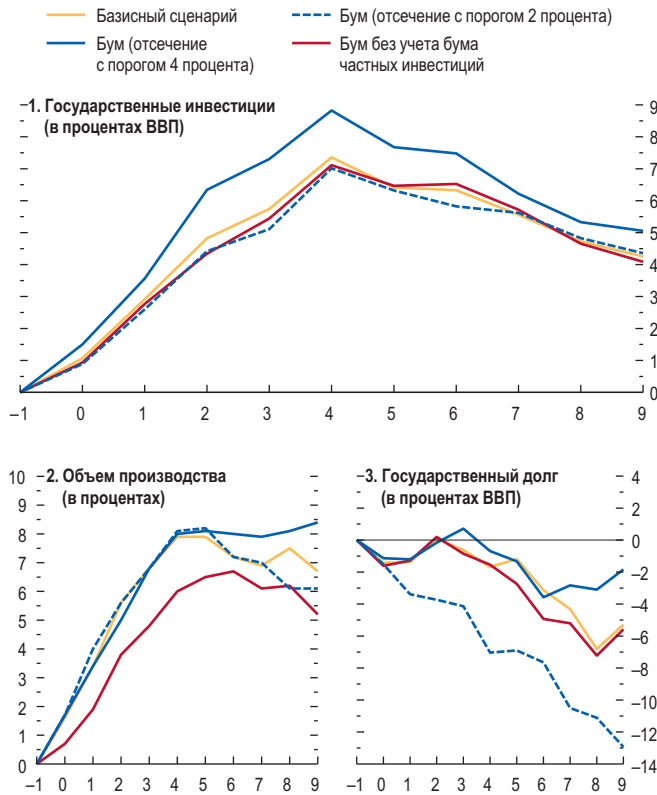 Базисный сценарий
Бум (отсечение с порогом 2 процента)
Бум (отсечение
с порогом 4 процента)
Бум без учета бума
частных инвестиций
1. Государственные инвестиции
(в процентах ВВП)
9
8
7
6
5
4
3
2
1
0
–1 0 1 2 3 4 5 6 7 8 9
2. Объем производства
(в процентах)
10
9
8
7
6
5
4
3
2
1
0
–1 0 1 2 3 4 5 6 7 8 9
3. Государственный долг
(в процентах ВВП)
4
2
0
–2
–4
–6
–8
–10
–12
–14
–1 0 1 2 3 4 5 6 7 8 9